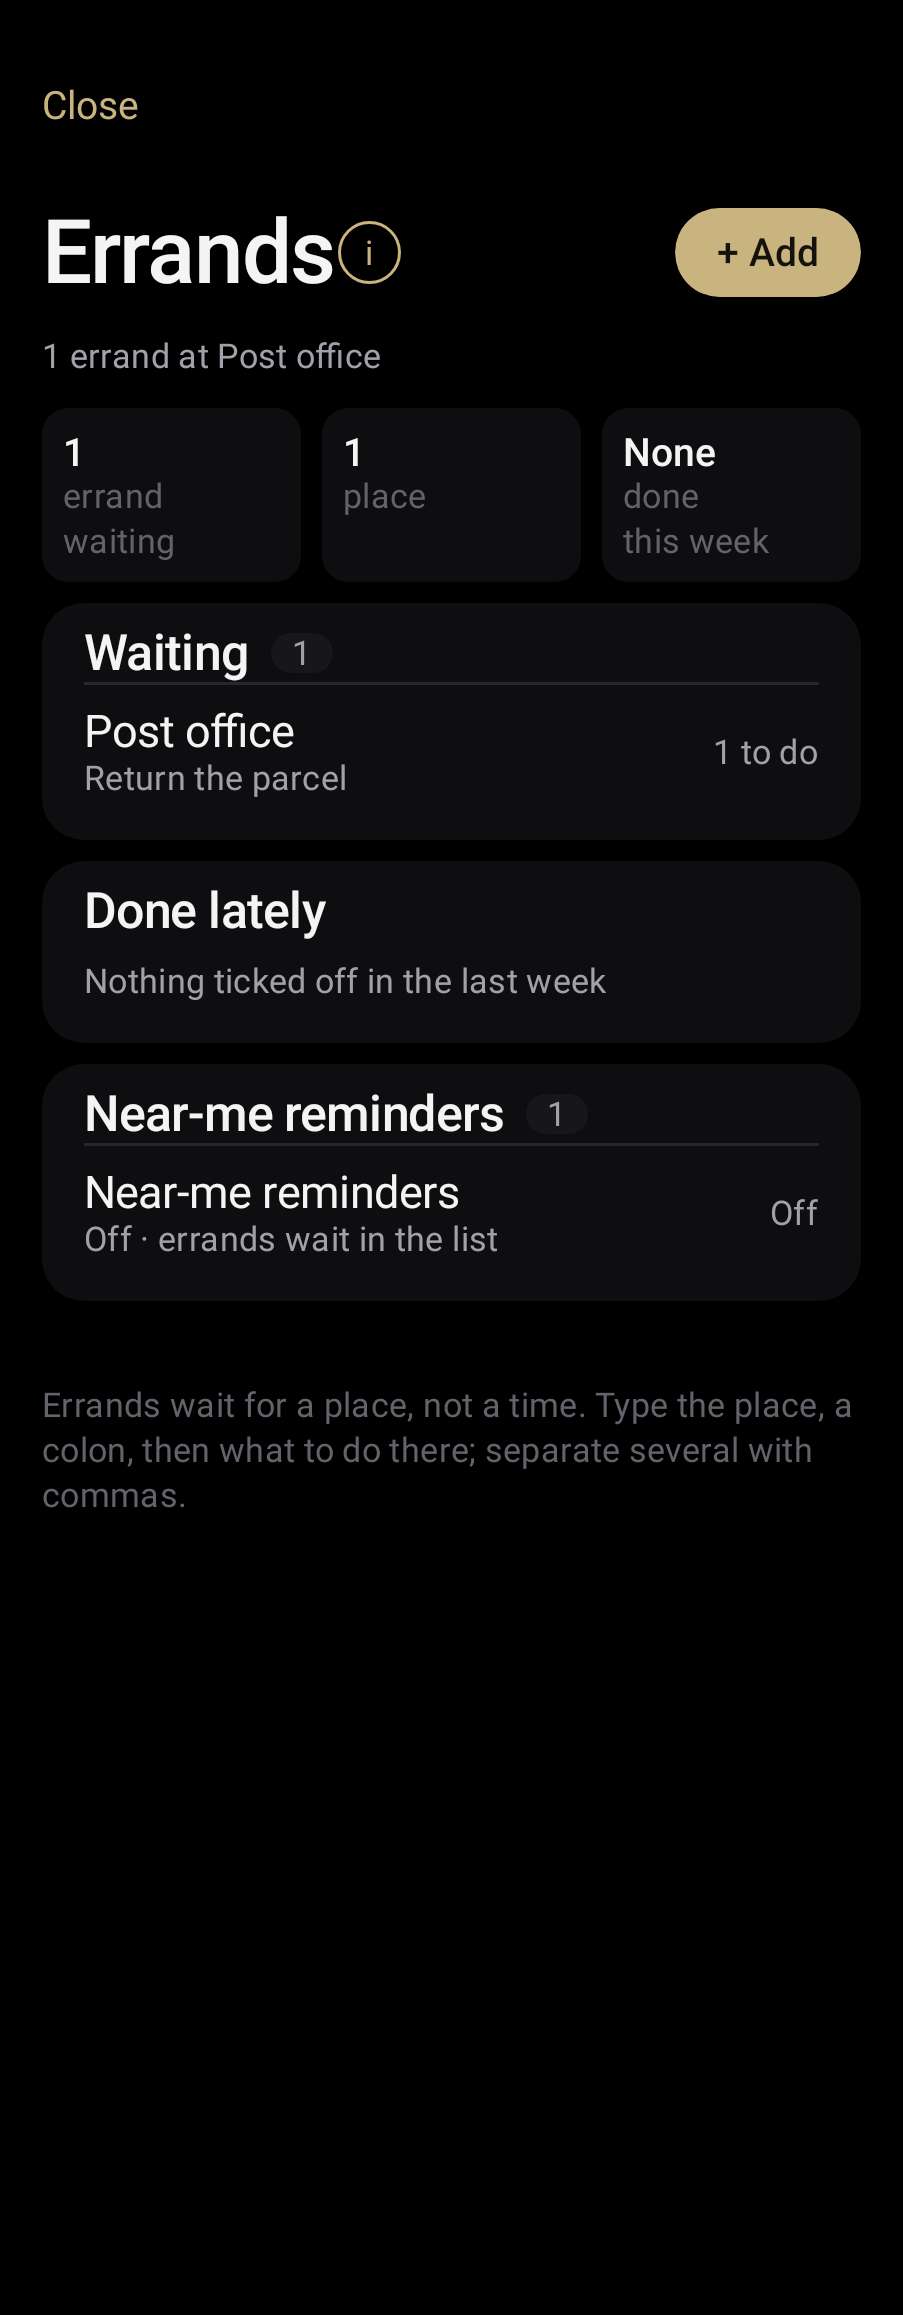 Close
Errands i
+ Add
1 errand at Post office
1
errand
waiting
1
place
None
done
this week
Waiting 1
Post office
Return the parcel
1 to do
Done lately
Nothing ticked off in the last week
Near-me reminders 1
Near-me reminders
Off · errands wait in the list
Off
Errands wait for a place, not a time. Type the place, a
colon, then what to do there; separate several with
commas.